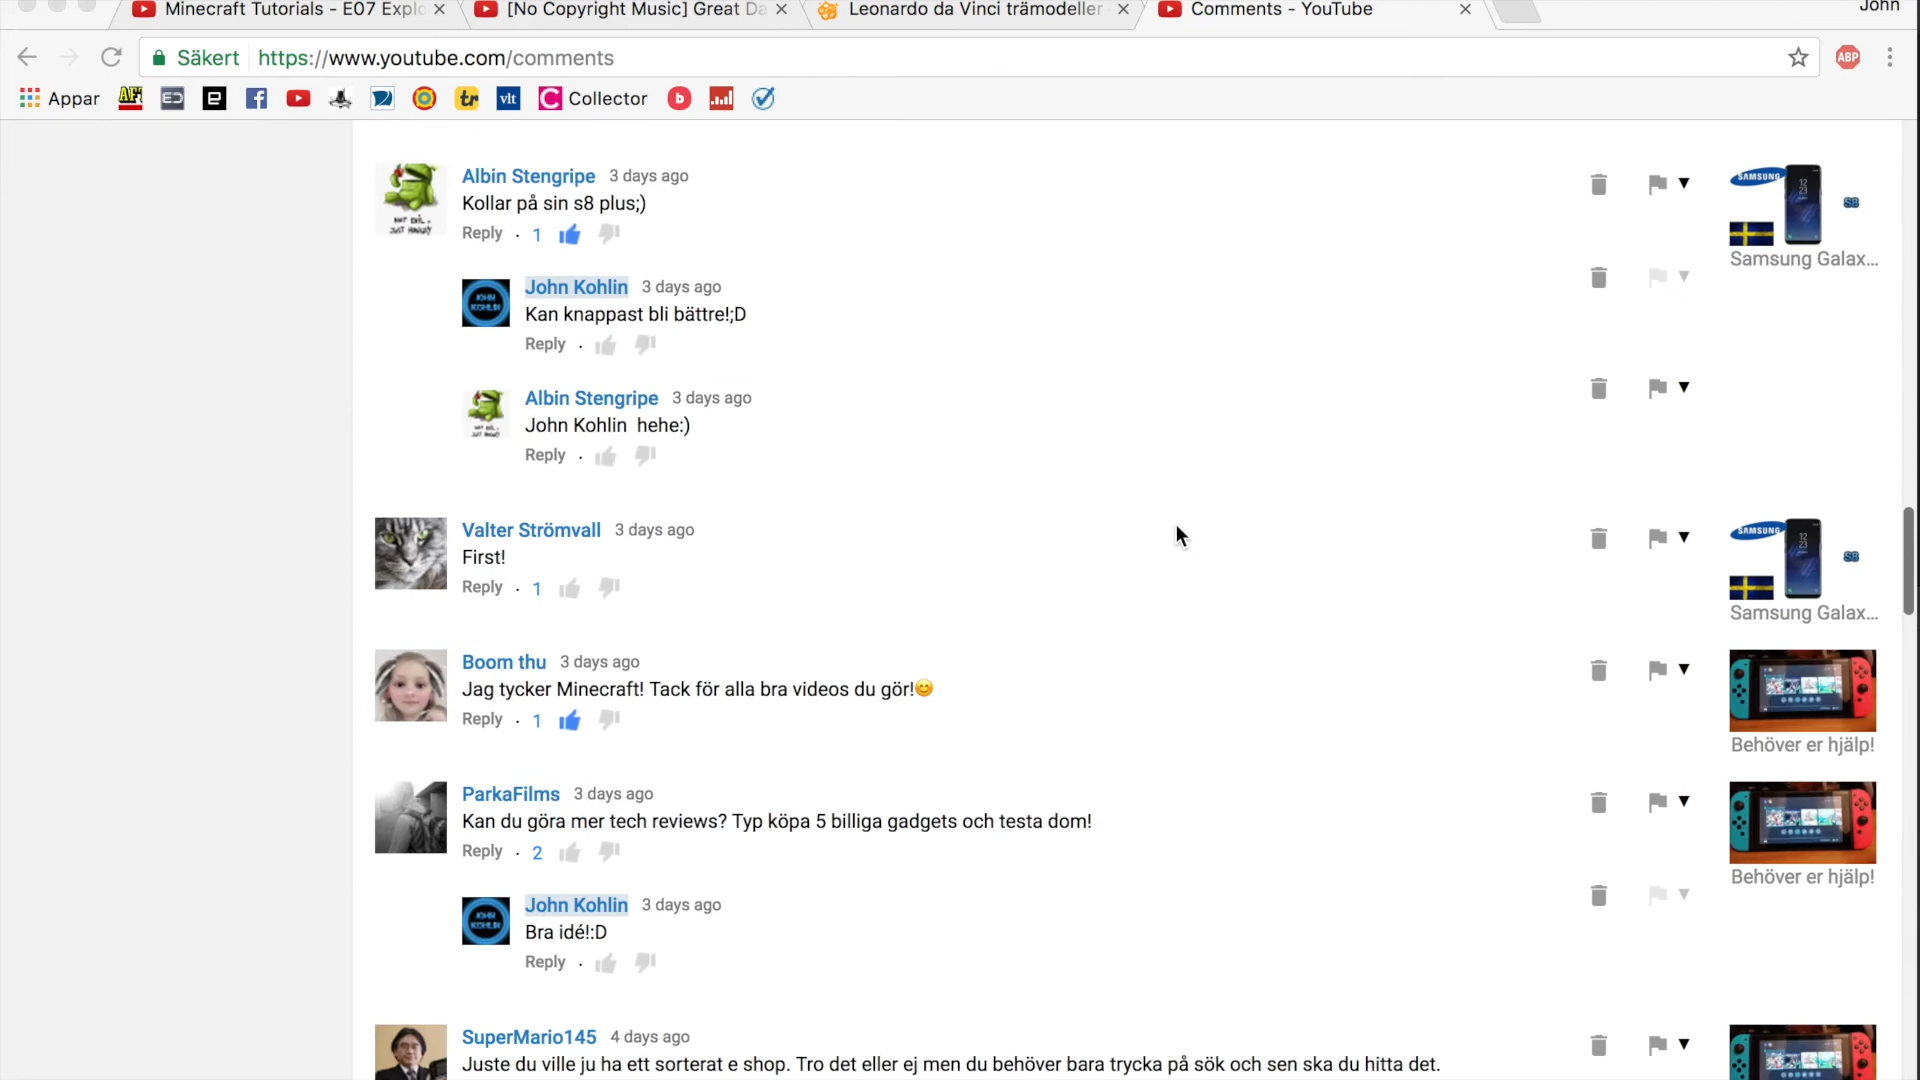 John
Minecraft Tutorials - E07 Explo
[No Copyright Music] Great Da
Leonardo da Vinci trämodeller
Comments - YouTube
Säkert
https://www.youtube.com/comments
ABP
Appar
vlt
Collector
Albin Stengripe 3 days ago
Kollar på sin s8 plus;)
Reply . 1
SAMSUNG
S8
Samsung Galax...
John Kohlin 3 days ago
Kan knappast bli bättre!;D
Reply .
Albin Stengripe 3 days ago
John Kohlin hehe:)
Reply .
Valter Strömvall 3 days ago
First!
Reply . 1
SAMSUNG
S8
Samsung Galax...
Boom thu 3 days ago
Jag tycker Minecraft! Tack för alla bra videos du gör!😊
Reply . 1
Behöver er hjälp!
ParkaFilms 3 days ago
Kan du göra mer tech reviews? Typ köpa 5 billiga gadgets och testa dom!
Reply . 2
Behöver er hjälp!
John Kohlin 3 days ago
Bra idé!:D
Reply .
SuperMario145 4 days ago
Juste du ville ju ha ett sorterat e shop. Tro det eller ej men du behöver bara trycka på sök och sen ska du hitta det.